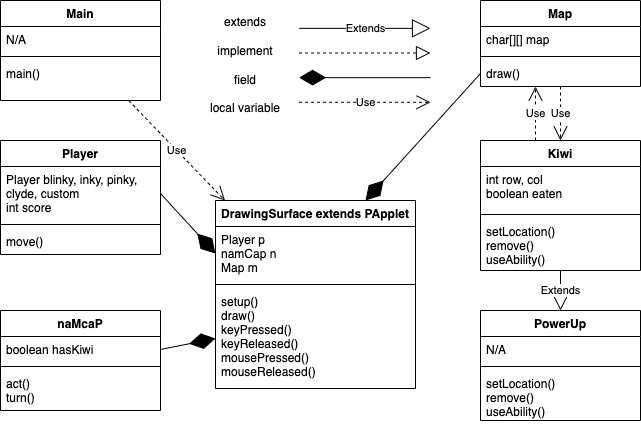 Main
N/A
main()
extends
Extends
implement
field
local variable
Use
Map
char[][] map
draw()
Use
Use
Use
Player
Player blinky, inky, pinky,
clyde, custom
int score
move()
Kiwi
int row, col
boolean eaten
setLocation()
remove()
useAbility()
DrawingSurface extends PApplet
Player p
namCap n
Map m
setup()
draw()
keyPressed()
keyReleased()
mousePressed()
mouseReleased()
Extends
naMcaP
boolean hasKiwi
act()
turn()
PowerUp
N/A
setLocation()
remove()
useAbility()